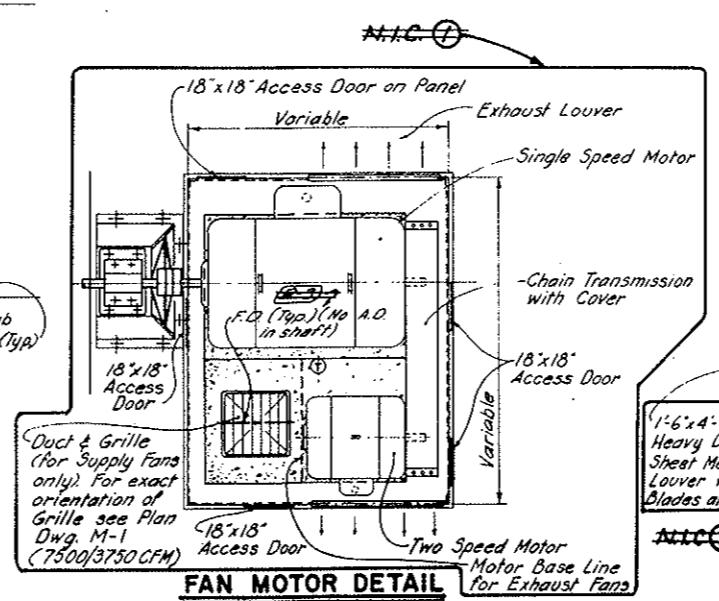 N.I.C. 1
18"x18" Access Door on Panel
Variable
Exhaust Louver
Single Speed Motor
Chain Transmission
with Cover
F.D. (Typ.) (No A.D.
in shaft)
(Typ)
T
18"x18"
Access
Door
18"x18"
Access Door
Variable
Duct & Grille
(for Supply Fans
only). For exact
orientation of
Grille see Plan
Dwg. M-1
(7500/3750 CFM)
18"x18"
Access Door
Two Speed Motor
Motor Base Line
for Exhaust Fans
1'-6"x4'-
Heavy
Sheet
Louver
Blades
N.I.C.
FAN MOTOR DETAIL